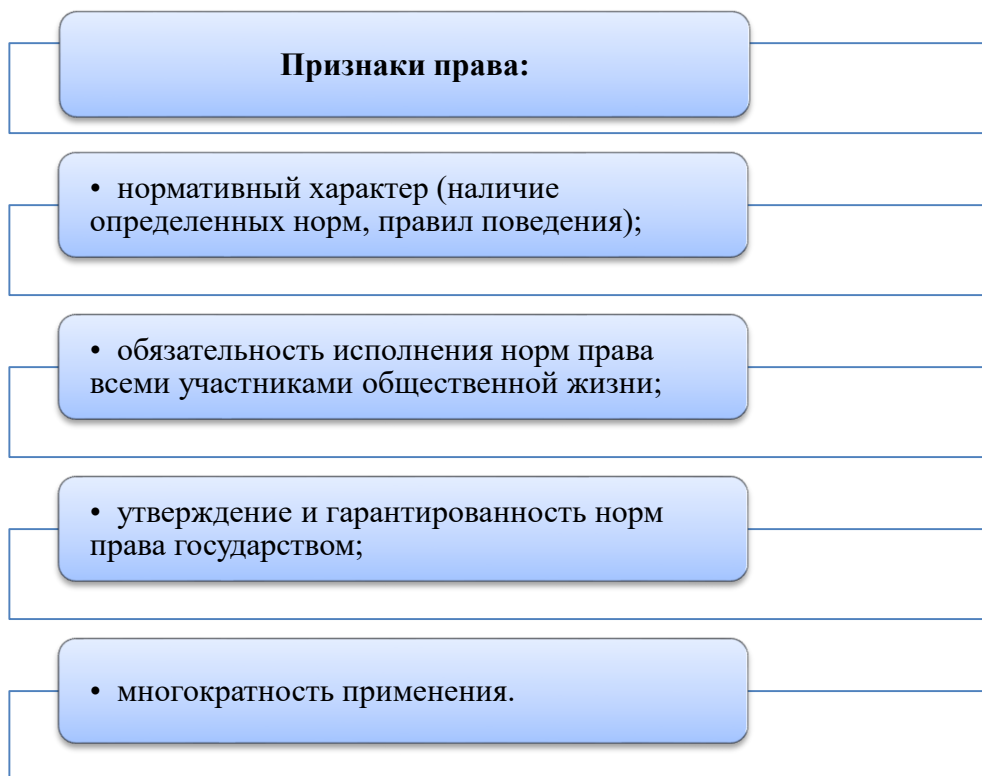 Признаки права:
• нормативный характер (наличие
определенных норм, правил поведения);
• обязательность исполнения норм права
всеми участниками общественной жизни;
• утверждение и гарантированность норм
права государством;
• многократность применения.